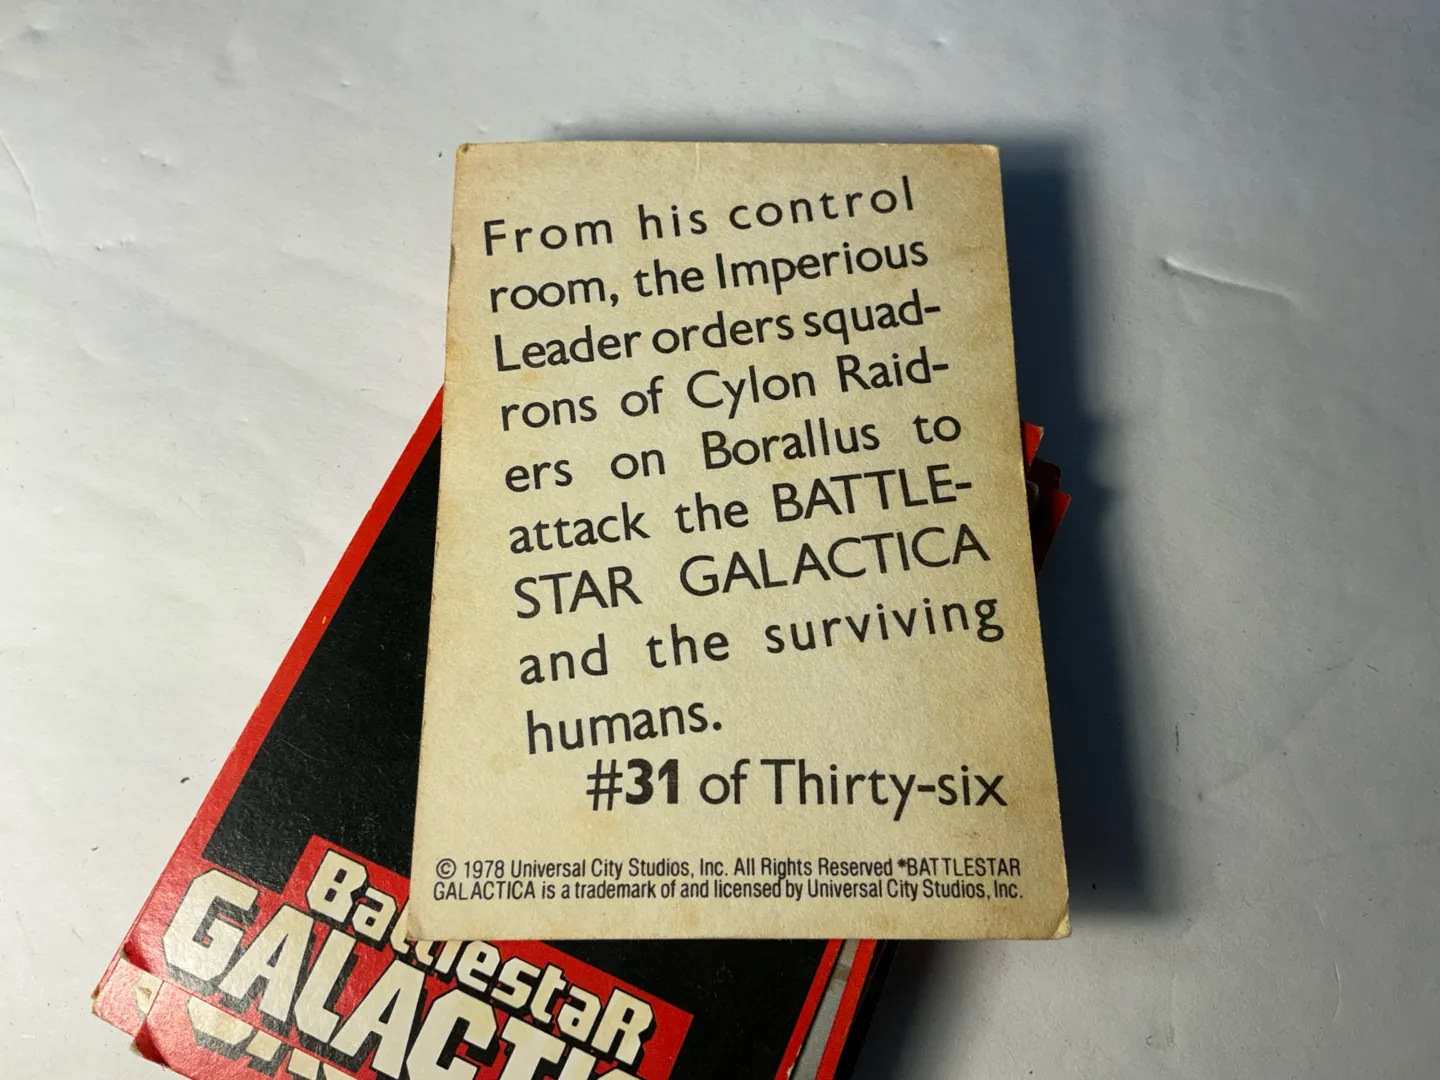 From his control
room, the Imperious
Leader orders squad-
rons of Cylon Raid-
ers on Borallus to
attack the BATTLE-
STAR GALACTICA
and the surviving
humans.
#31 of Thirty-six
© 1978 Universal City Studios, Inc. All Rights Reserved *BATTLESTAR
GALACTICA is a trademark of and licensed by Universal City Studios, Inc.
BattlestaR
GALACTI